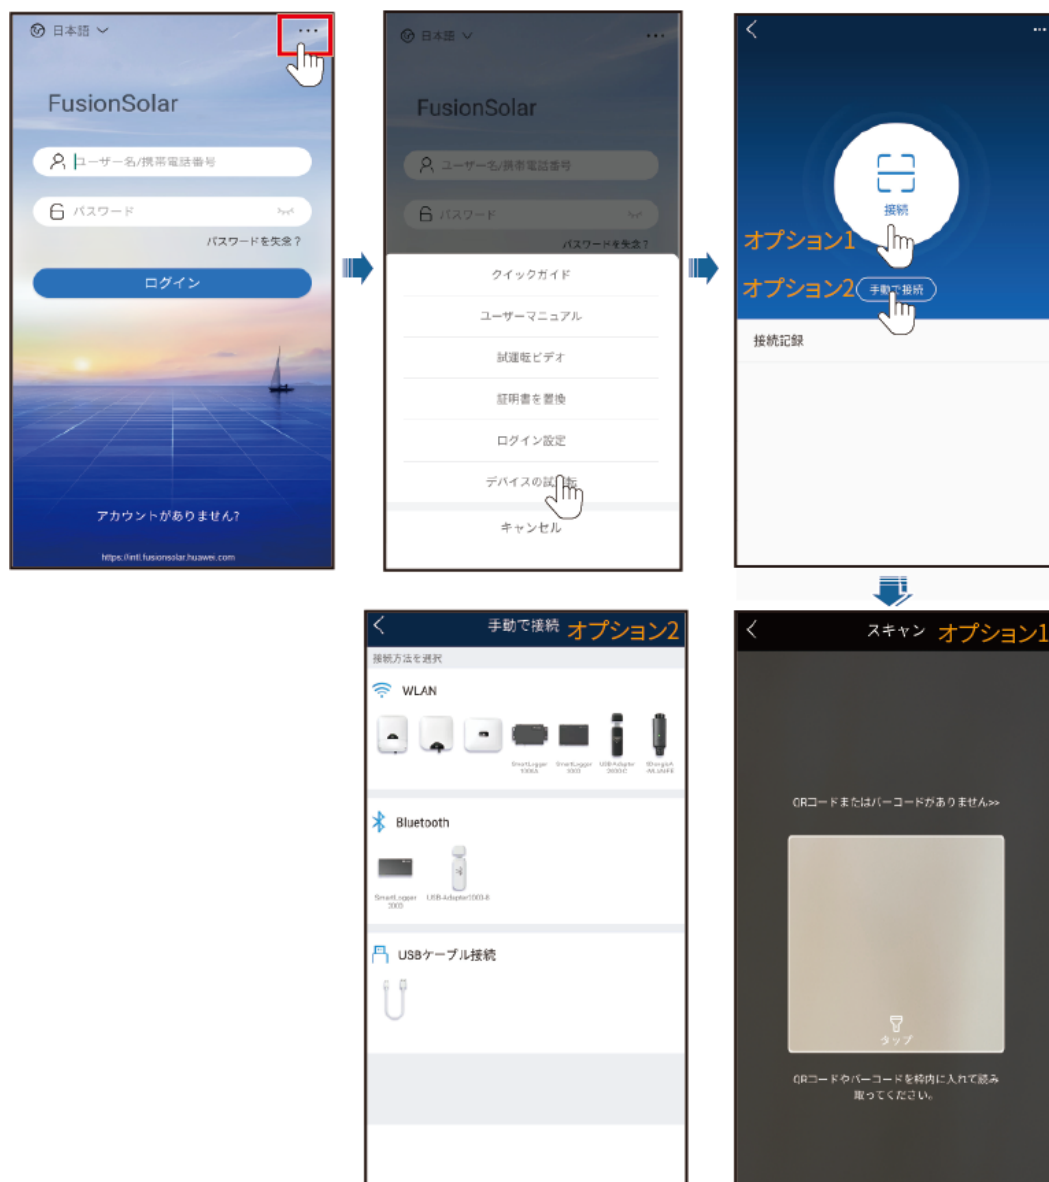 日本語
FusionSolar
ユーザー名/携帯電話番号
パスワード
パスワードを失念?
ログイン
アカウントがありません?
https://intl.fusionsolar.huawei.com
日本語
FusionSolar
ユーザー名/携帯電話番号
パスワード
パスワードを失念?
クイックガイド
ユーザーマニュアル
試運転ビデオ
証明書を置換
ログイン設定
デバイスの試
キャンセル
接続
オプション1
オプション2
手動で接続
接続記録
手動で接続
オプション2
接続方法を選択
WLAN
SmartLogger
SmartLogger
3000
USB-Adapter
Bluetooth
SmartLogger
USB-Adapter2000-B
USBケーブル接続
スキャン
オプション1
QRコードまたはバーコードがありません>>
タップ
QRコードやバーコードを枠内に入れて読み
取ってください。